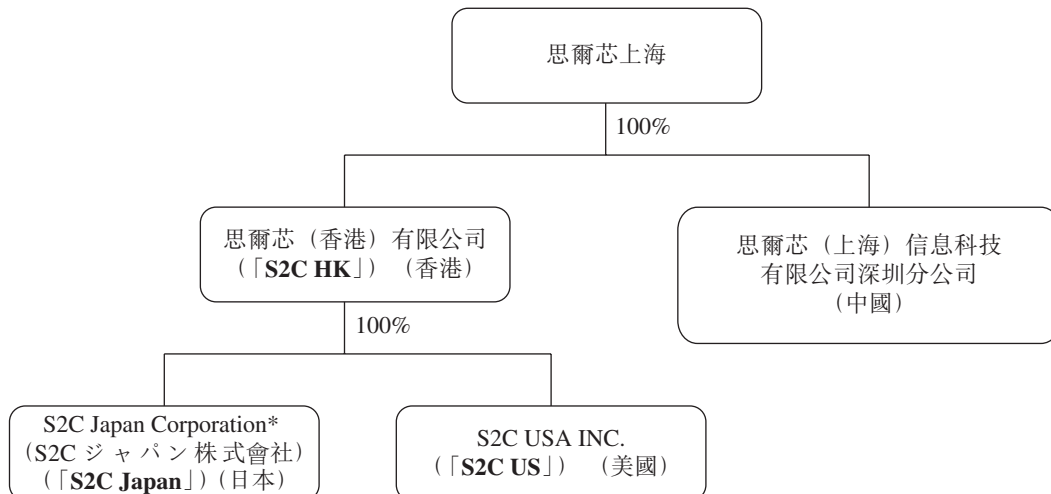 思爾芯上海
100%
思爾芯（香港）有限公司
（「S2C HK」）（香港）
思爾芯（上海）信息科技
有限公司深圳分公司
（中國）
100%
S2C Japan Corporation*
(S2C ジャパン株式會社)
（「S2C Japan」）（日本）
S2C USA INC.
（「S2C US」）（美國）